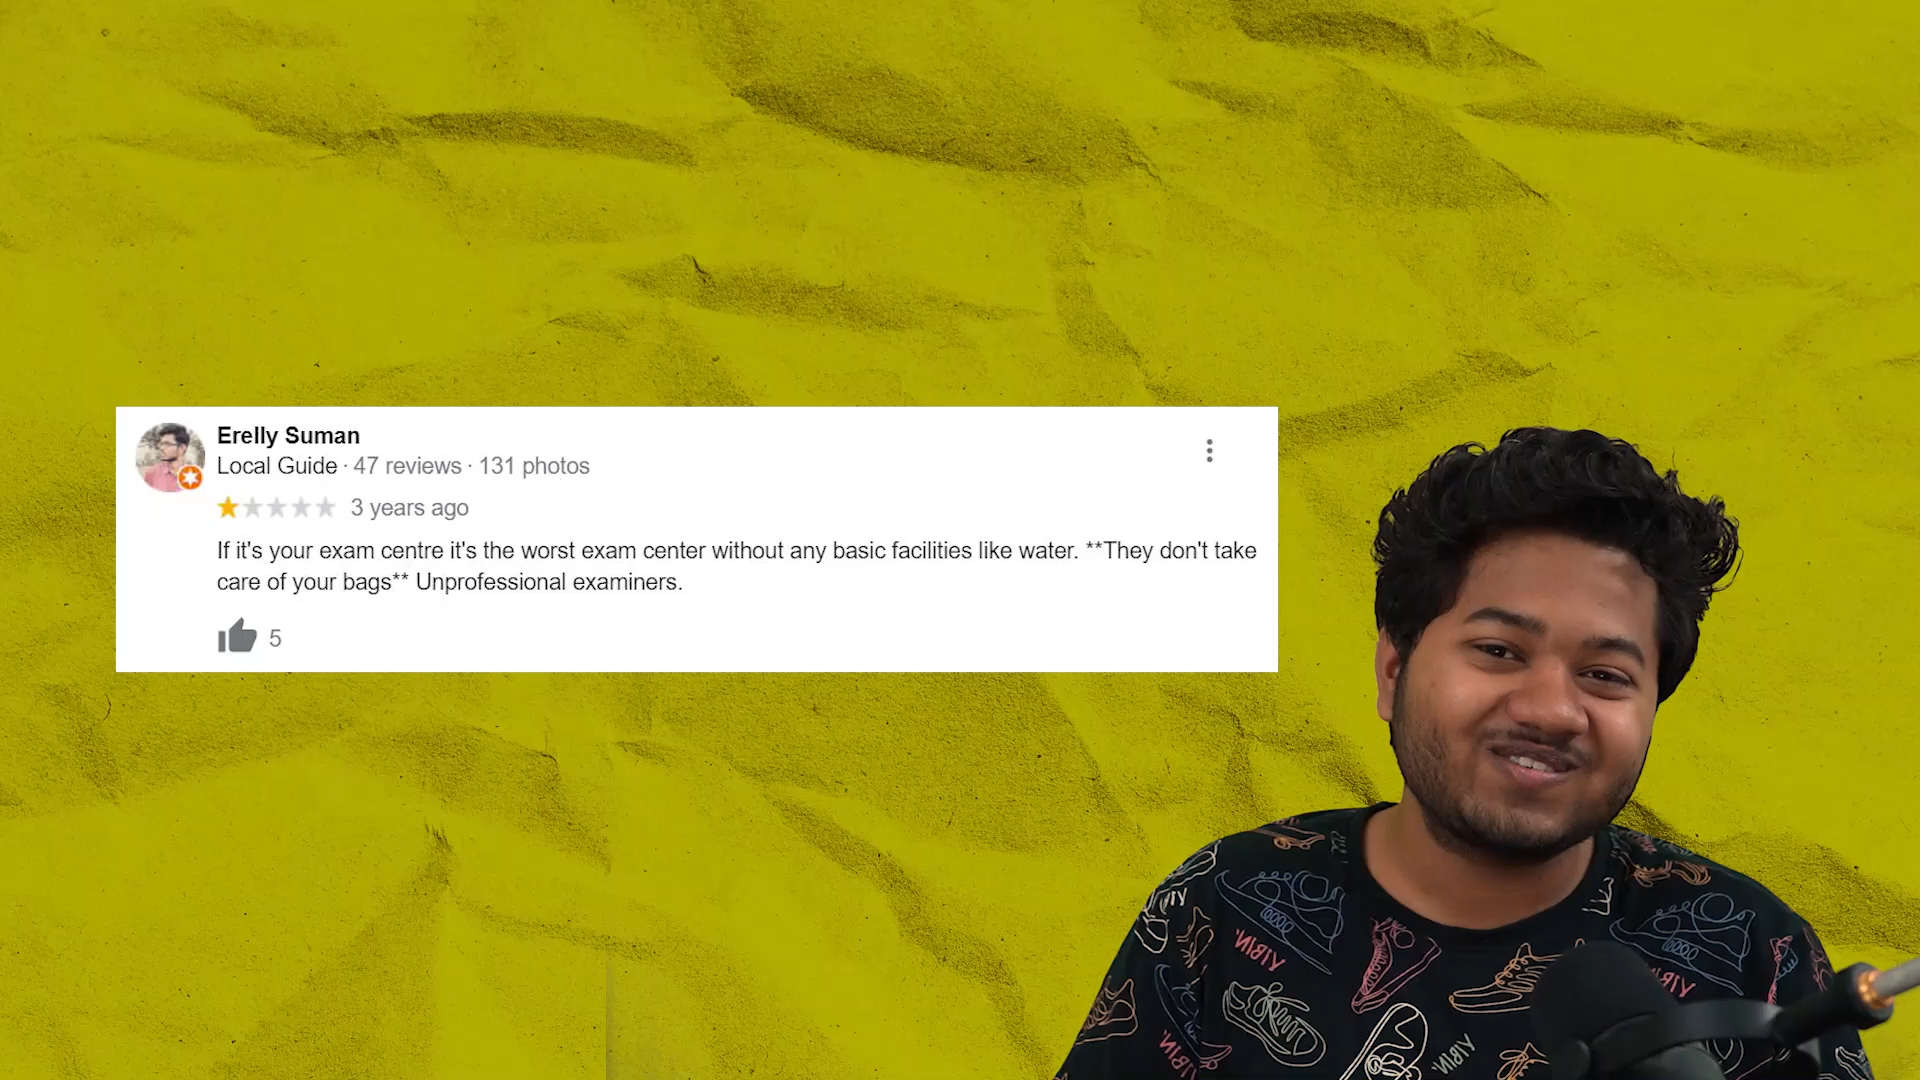 Erelly Suman
Local Guide · 47 reviews · 131 photos
3 years ago
If it's your exam centre it's the worst exam center without any basic facilities like water. **They don't take
care of your bags** Unprofessional examiners.
5